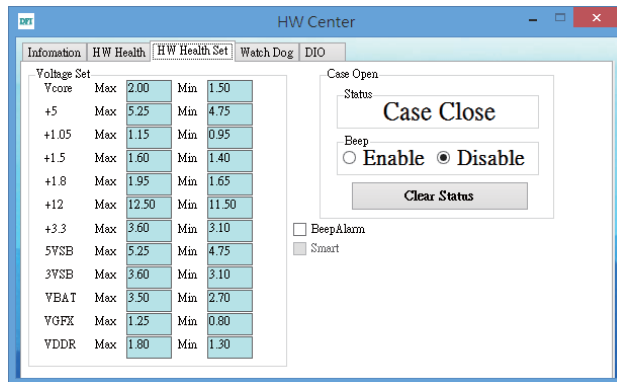 DFI HW Center
Infomation HW Health HW Health Set Watch Dog DIO
Voltage Set
Vcore Max 2.00 Min 1.50
+5 Max 5.25 Min 4.75
+1.05 Max 1.15 Min 0.95
+1.5 Max 1.60 Min 1.40
+1.8 Max 1.95 Min 1.65
+12 Max 12.50 Min 11.50
+3.3 Max 3.60 Min 3.10
5VSB Max 5.25 Min 4.75
3VSB Max 3.60 Min 3.10
VBAT Max 3.50 Min 2.70
VGFX Max 1.25 Min 0.80
VDDR Max 1.80 Min 1.30
Case Open
Status
Case Close
Beep
Enable Disable
Clear Status
BeepAlarm
Smart